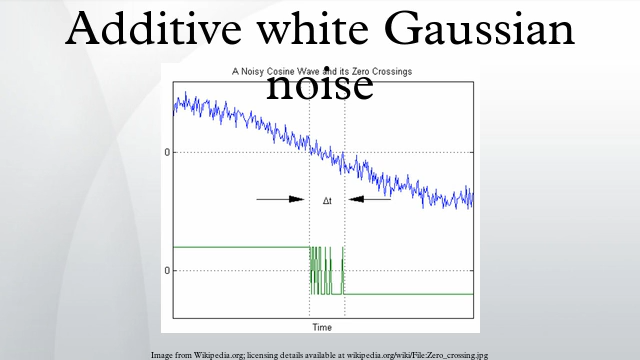 Additive white Gaussian
noise
A Noisy Cosine Wave and its Zero Crossings
0
Δt
0
Time
Image from Wikipedia.org; licensing details available at wikipedia.org/wiki/File:Zero_crossing.jpg